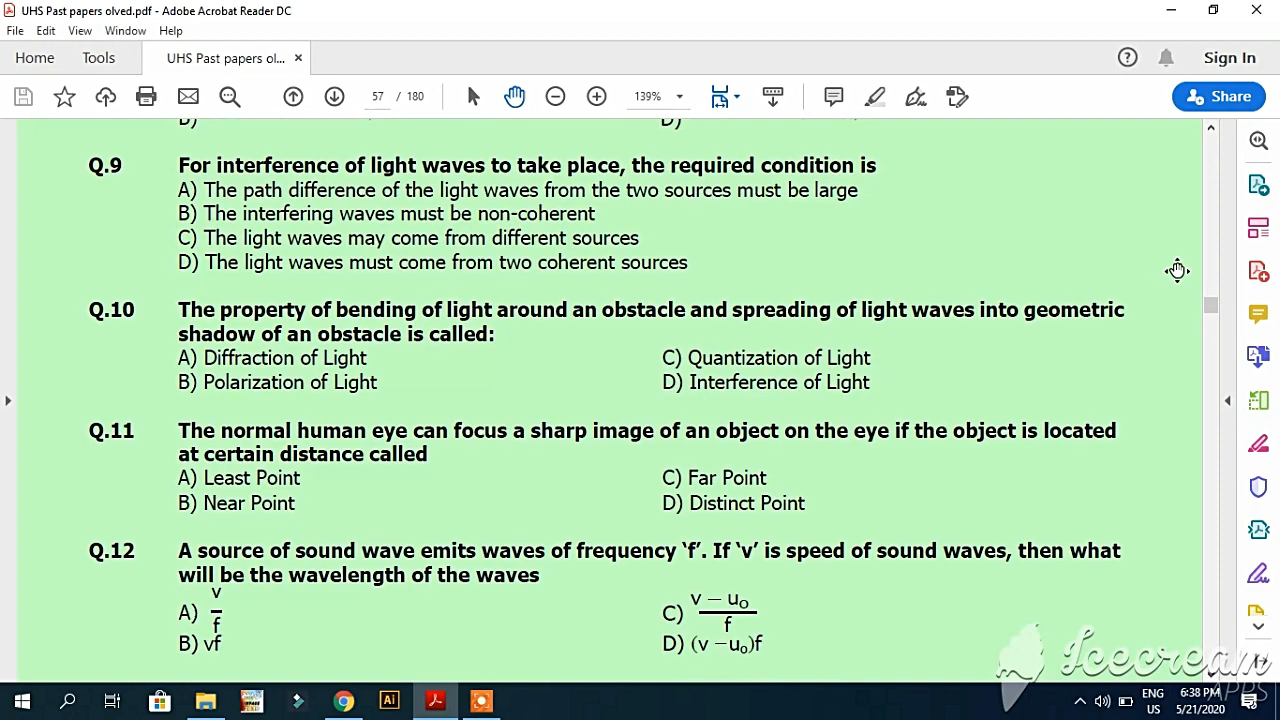 UHS Past papers olved.pdf - Adobe Acrobat Reader DC
File Edit View Window Help
Home Tools UHS Past papers ol... × Sign In
57 / 180 139% Share
Q.9 For interference of light waves to take place, the required condition is
A) The path difference of the light waves from the two sources must be large
B) The interfering waves must be non-coherent
C) The light waves may come from different sources
D) The light waves must come from two coherent sources
Q.10 The property of bending of light around an obstacle and spreading of light waves into geometric
shadow of an obstacle is called:
A) Diffraction of Light C) Quantization of Light
B) Polarization of Light D) Interference of Light
Q.11 The normal human eye can focus a sharp image of an object on the eye if the object is located
at certain distance called
A) Least Point C) Far Point
B) Near Point D) Distinct Point
Q.12 A source of sound wave emits waves of frequency ‘f’. If ‘v’ is speed of sound waves, then what
will be the wavelength of the waves
A) v/f C) (v – u₀)/f
B) vf D) (v –u₀)f
Icecream
APPS
Ai ENG 6:38 PM
US 5/21/2020